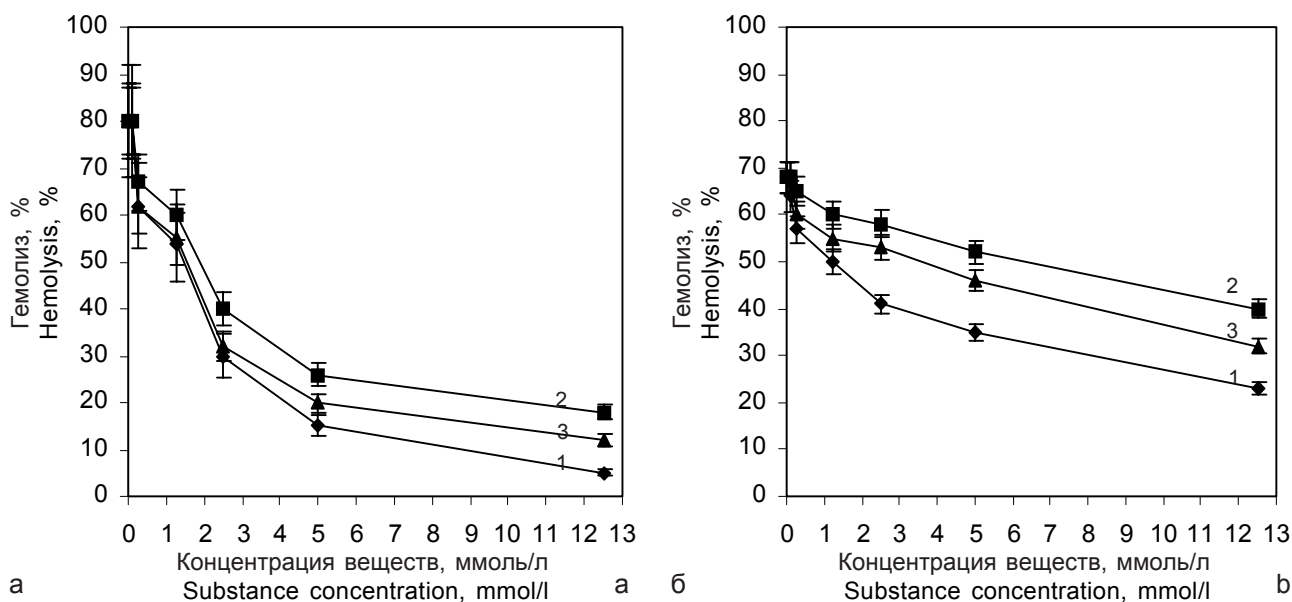 100
90
80
70
60
50
40
30
20
10
0
Гемолиз, %
Hemolysis, %
2
3
1
0 1 2 3 4 5 6 7 8 9 10 11 12 13
Концентрация веществ, ммоль/л
Substance concentration, mmol/l
а
a
100
90
80
70
60
50
40
30
20
10
0
Гемолиз, %
Hemolysis, %
2
3
1
0 1 2 3 4 5 6 7 8 9 10 11 12 13
Концентрация веществ, ммоль/л
Substance concentration, mmol/l
б
b